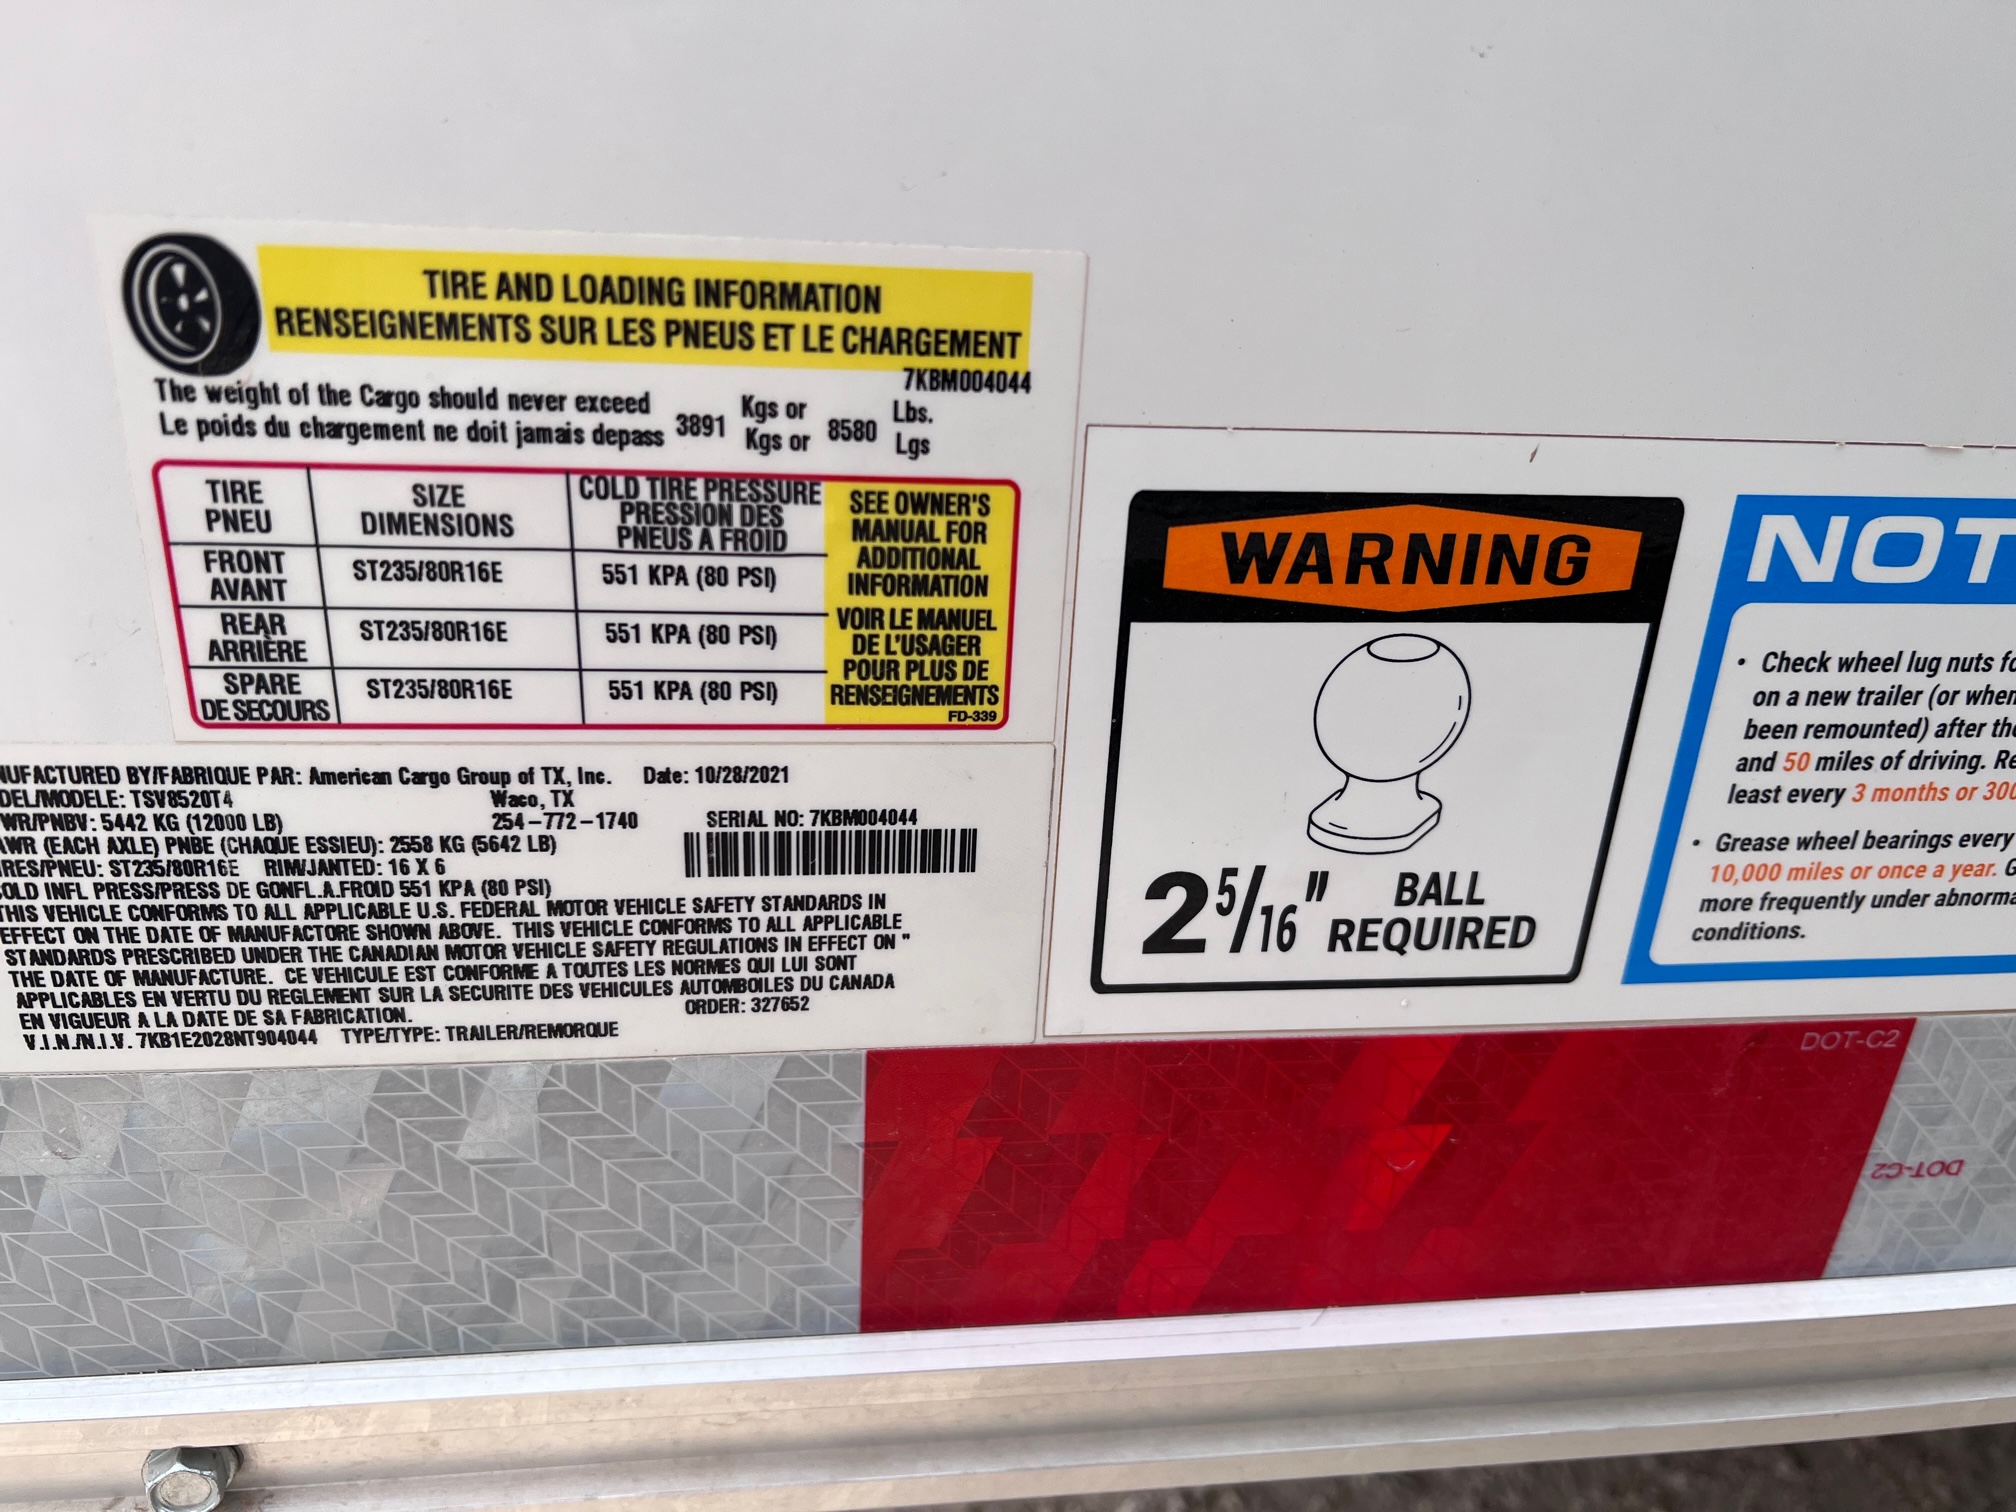 TIRE AND LOADING INFORMATION
RENSEIGNEMENTS SUR LES PNEUS ET LE CHARGEMENT
7KBM004044
The weight of the Cargo should never exceed
Le poids du chargement ne doit jamais depass
3891
Kgs or
Kgs or
8580
Lbs.
Lgs
TIRE
PNEU
SIZE
DIMENSIONS
COLD TIRE PRESSURE
PRESSION DES
PNEUS A FROID
FRONT
AVANT
ST235/80R16E
551 KPA (80 PSI)
REAR
ARRIÈRE
ST235/80R16E
551 KPA (80 PSI)
SPARE
DE SECOURS
ST235/80R16E
551 KPA (80 PSI)
SEE OWNER'S
MANUAL FOR
ADDITIONAL
INFORMATION
VOIR LE MANUEL
DE L'USAGER
POUR PLUS DE
RENSEIGNEMENTS
FD-339
NUFACTURED BY/FABRIQUE PAR: American Cargo Group of TX, Inc. Date: 10/28/2021
DEL/MODELE: TSV8520T4 Waco, TX
WR/PNBV: 5442 KG (12000 LB) 254-772-1740 SERIAL NO: 7KBM004044
AWR (EACH AXLE) PNBE (CHAQUE ESSIEU): 2558 KG (5642 LB)
IRES/PNEU: ST235/80R16E RIM/JANTED: 16 X 6
OLD INFL PRESS/PRESS DE GONFL.A.FROID 551 KPA (80 PSI)
THIS VEHICLE CONFORMS TO ALL APPLICABLE U.S. FEDERAL MOTOR VEHICLE SAFETY STANDARDS IN
EFFECT ON THE DATE OF MANUFACTORE SHOWN ABOVE. THIS VEHICLE CONFORMS TO ALL APPLICABLE
STANDARDS PRESCRIBED UNDER THE CANADIAN MOTOR VEHICLE SAFETY REGULATIONS IN EFFECT ON "
THE DATE OF MANUFACTURE. CE VEHICULE EST CONFORME A TOUTES LES NORMES QUI LUI SONT
APPLICABLES EN VERTU DU REGLEMENT SUR LA SECURITE DES VEHICULES AUTOMBOILES DU CANADA
EN VIGUEUR A LA DATE DE SA FABRICATION. ORDER: 327652
V.I.N./N.I.V. 7KB1E2028NT904044 TYPE/TYPE: TRAILER/REMORQUE
WARNING
2 5/16" BALL
REQUIRED
NOT
• Check wheel lug nuts fo
on a new trailer (or when
been remounted) after the
and 50 miles of driving. Re
least every 3 months or 300
• Grease wheel bearings every
10,000 miles or once a year. G
more frequently under abnorma
conditions.
DOT-C2
DOT-C2